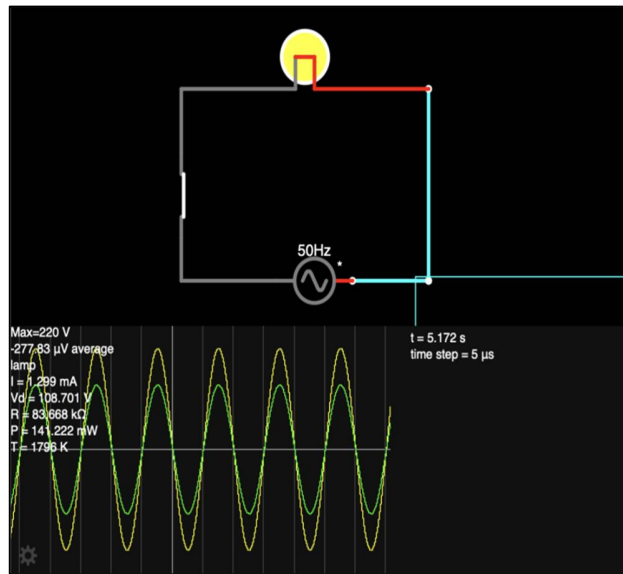 50Hz
*
Max=220 V
-277.83 µV average
lamp
I = 1.299 mA
Vd = 108.701 V
R = 83.668 kΩ
P = 141.222 mW
T = 1796 K
t = 5.172 s
time step = 5 µs